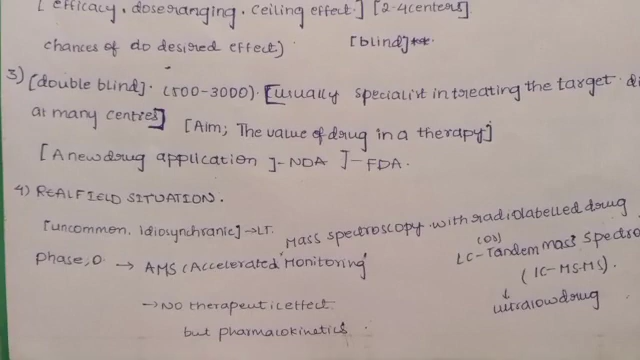 [efficacy, doseranging, ceiling effect.] [2-4centers].
chances of do desired effect) [blind]**.
3) [double blind]. (500-3000). [usually specialist in treating the target
at many centres] [Aim; The value of drug in a therapy]
[A new drug application ]-NDA ]-FDA.
4) REALFIELD SITUATION.
[uncommon. Idiosynchronic] → LT.
Mass spectroscopy with radiolabelled drug
phase,0 → AMS (Accelerated Monitoring
(or)
LC-Tandem mass spectro
(LC-MS-MS).
↓
ultralowdrug
→ NO therapeutic effect
but pharmacokinetics.